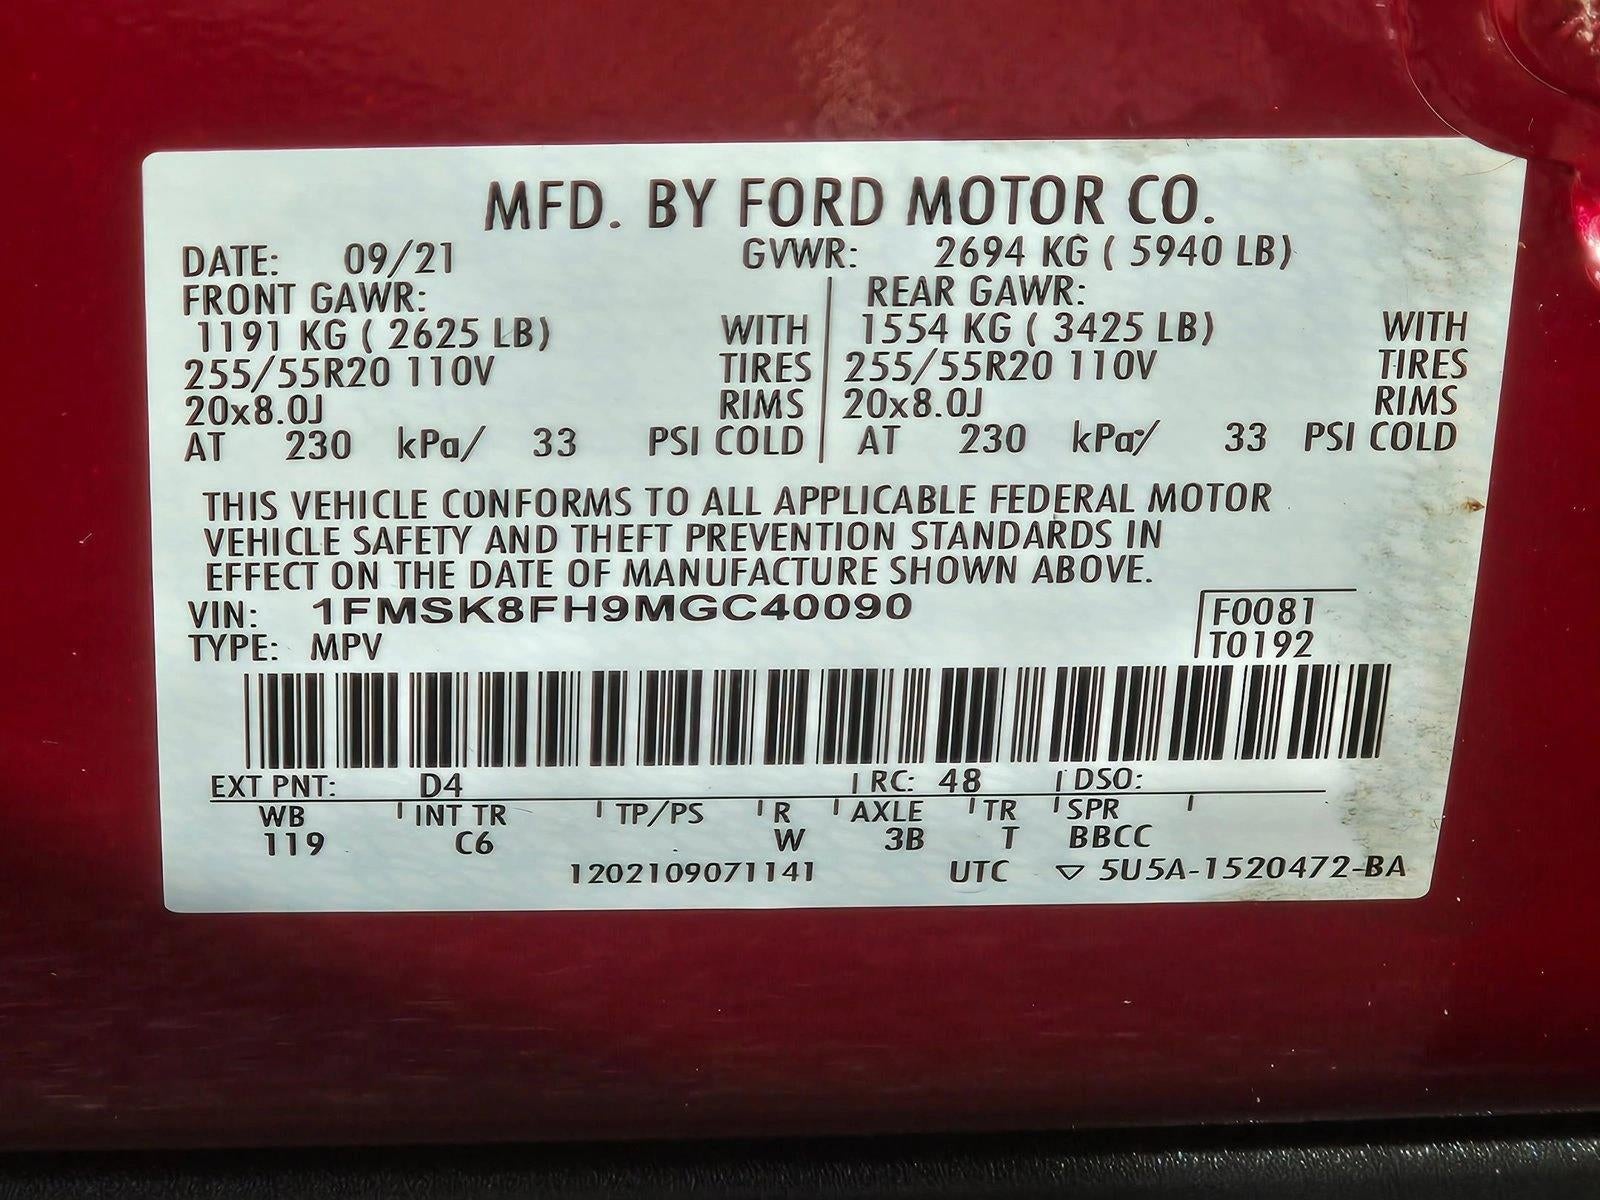 MFD. BY FORD MOTOR CO.
DATE: 09/21 GVWR: 2694 KG ( 5940 LB)
FRONT GAWR: REAR GAWR:
1191 KG ( 2625 LB) WITH 1554 KG ( 3425 LB) WITH
255/55R20 110V TIRES 255/55R20 110V TIRES
20x8.0J RIMS 20x8.0J RIMS
AT 230 kPa/ 33 PSI COLD AT 230 kPa/ 33 PSI COLD
THIS VEHICLE CONFORMS TO ALL APPLICABLE FEDERAL MOTOR
VEHICLE SAFETY AND THEFT PREVENTION STANDARDS IN
EFFECT ON THE DATE OF MANUFACTURE SHOWN ABOVE.
VIN: 1FMSK8FH9MGC40090 F0081
TYPE: MPV T0192
EXT PNT: D4 RC: 48 DSO:
WB INT TR TP/PS R AXLE TR SPR
119 C6 W 3B T BBCC
1202109071141 UTC ▽ 5U5A-1520472-BA